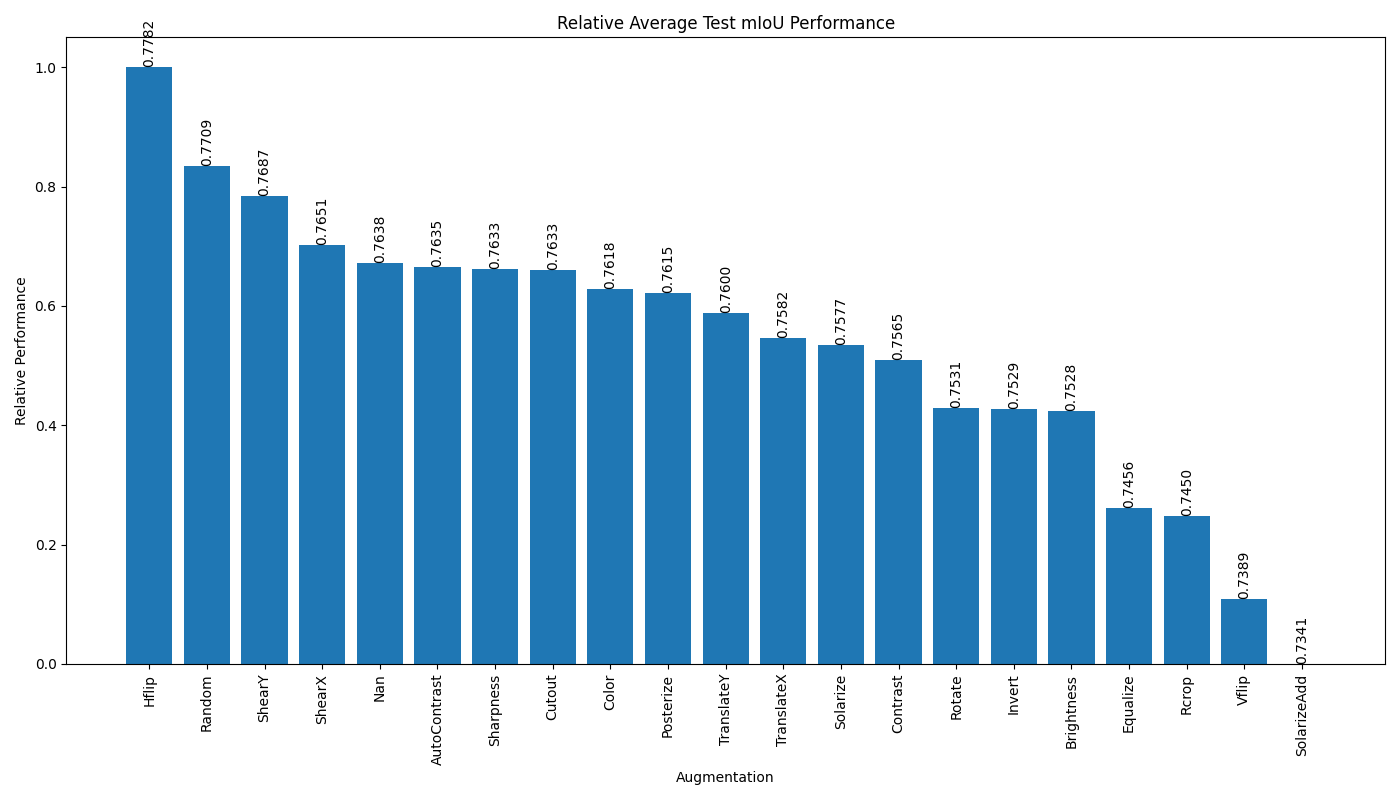 Relative Average Test mIoU Performance
Relative Performance
1.0
0.8
0.6
0.4
0.2
0.0
0.7782
0.7709
0.7687
0.7651
0.7638
0.7635
0.7633
0.7633
0.7618
0.7615
0.7600
0.7582
0.7577
0.7565
0.7531
0.7529
0.7528
0.7456
0.7450
0.7389
0.7341
Hflip
Random
ShearY
ShearX
Nan
AutoContrast
Sharpness
Cutout
Color
Posterize
TranslateY
TranslateX
Solarize
Contrast
Rotate
Invert
Brightness
Equalize
Rcrop
Vflip
SolarizeAdd
Augmentation